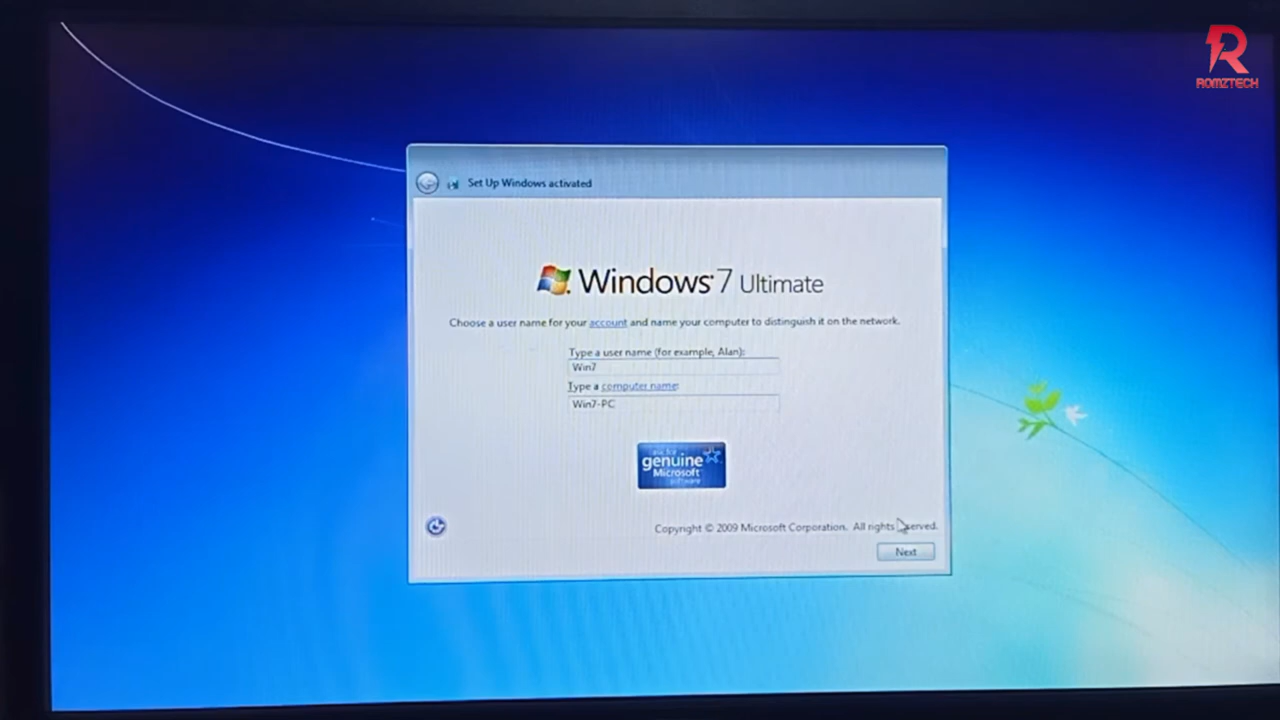 ROMZTECH
Set Up Windows activated
Windows 7 Ultimate
Choose a user name for your account and name your computer to distinguish it on the network.
Type a user name (for example, Alan):
Win7
Type a computer name:
Win7-PC
genuine
Microsoft
software
Copyright © 2009 Microsoft Corporation. All rights
Next